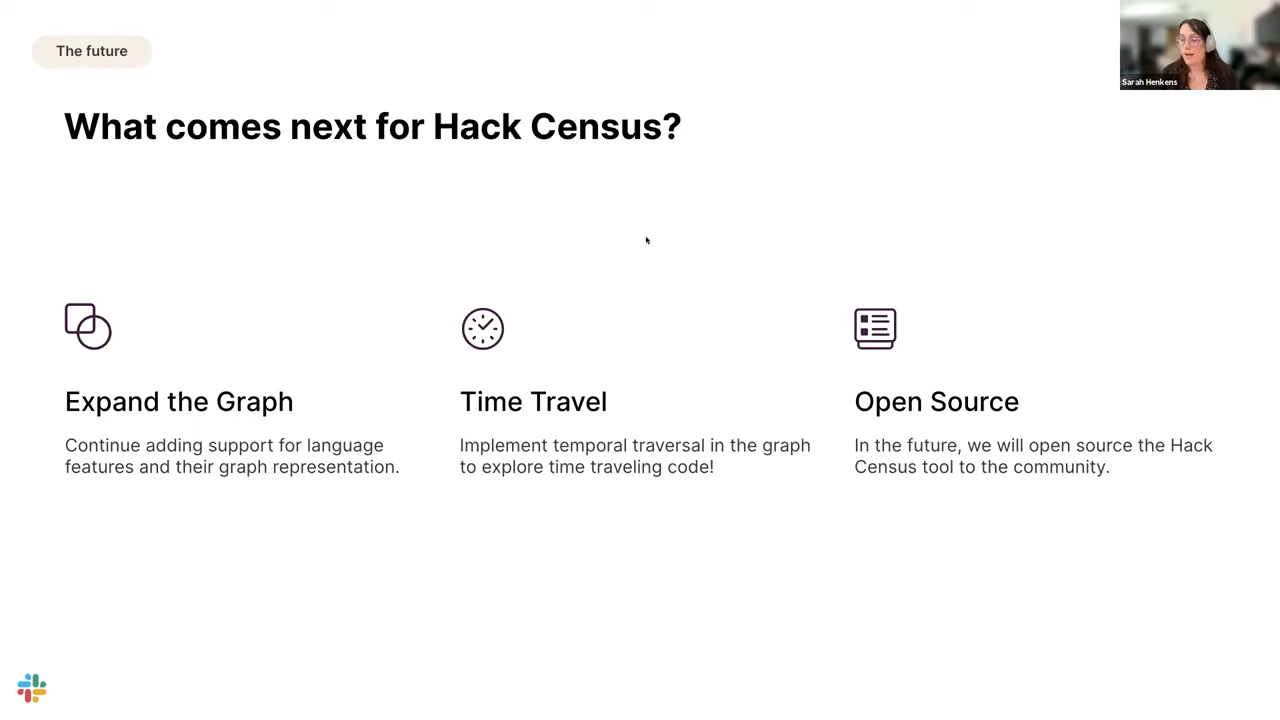 The future
Sarah Henkens
What comes next for Hack Census?
Expand the Graph
Continue adding support for language
features and their graph representation.
Time Travel
Implement temporal traversal in the graph
to explore time traveling code!
Open Source
In the future, we will open source the Hack
Census tool to the community.